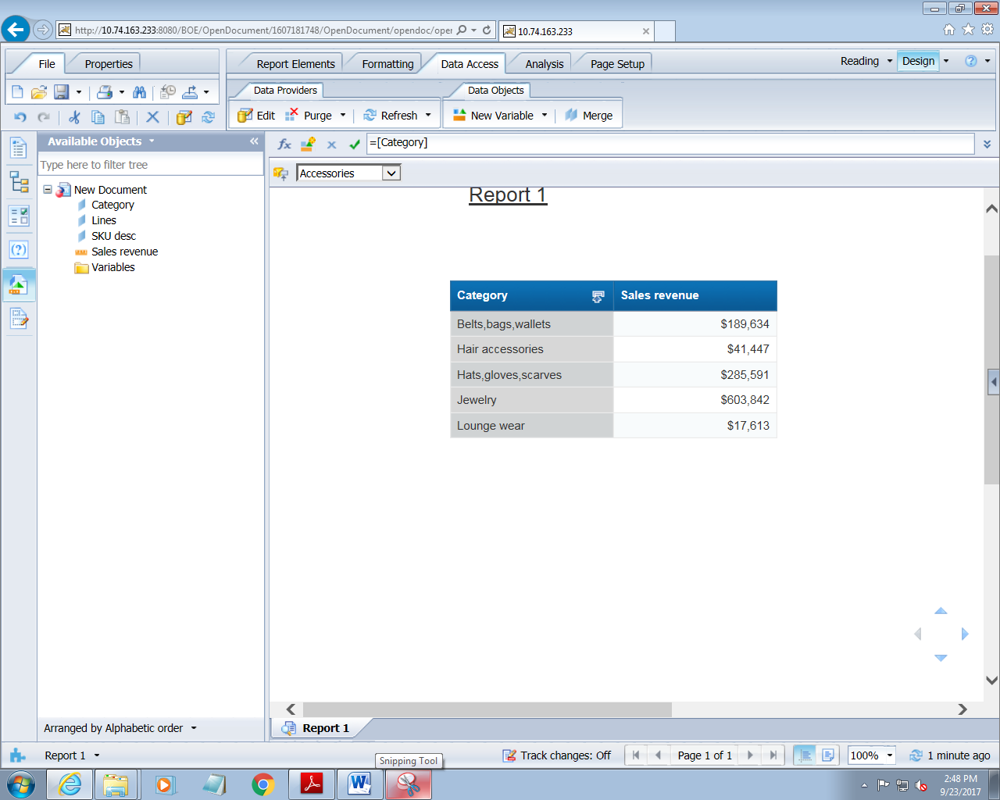 http://10.74.163.233:8080/BOE/OpenDocument/1607181748/OpenDocument/opendoc/oper
10.74.163.233
File
Properties
Report Elements
Formatting
Data Access
Analysis
Page Setup
Reading
Design
Data Providers
Data Objects
Edit
Purge
Refresh
New Variable
Merge
Available Objects
=[Category]
Type here to filter tree
Accessories
New Document
Category
Lines
SKU desc
Sales revenue
Variables
Report 1
Category Sales revenue
Belts,bags,wallets $189,634
Hair accessories $41,447
Hats,gloves,scarves $285,591
Jewelry $603,842
Lounge wear $17,613
Arranged by Alphabetic order
Report 1
Report 1
Track changes: Off
Page 1 of 1
100%
1 minute ago
Snipping Tool
2:48 PM
9/23/2017